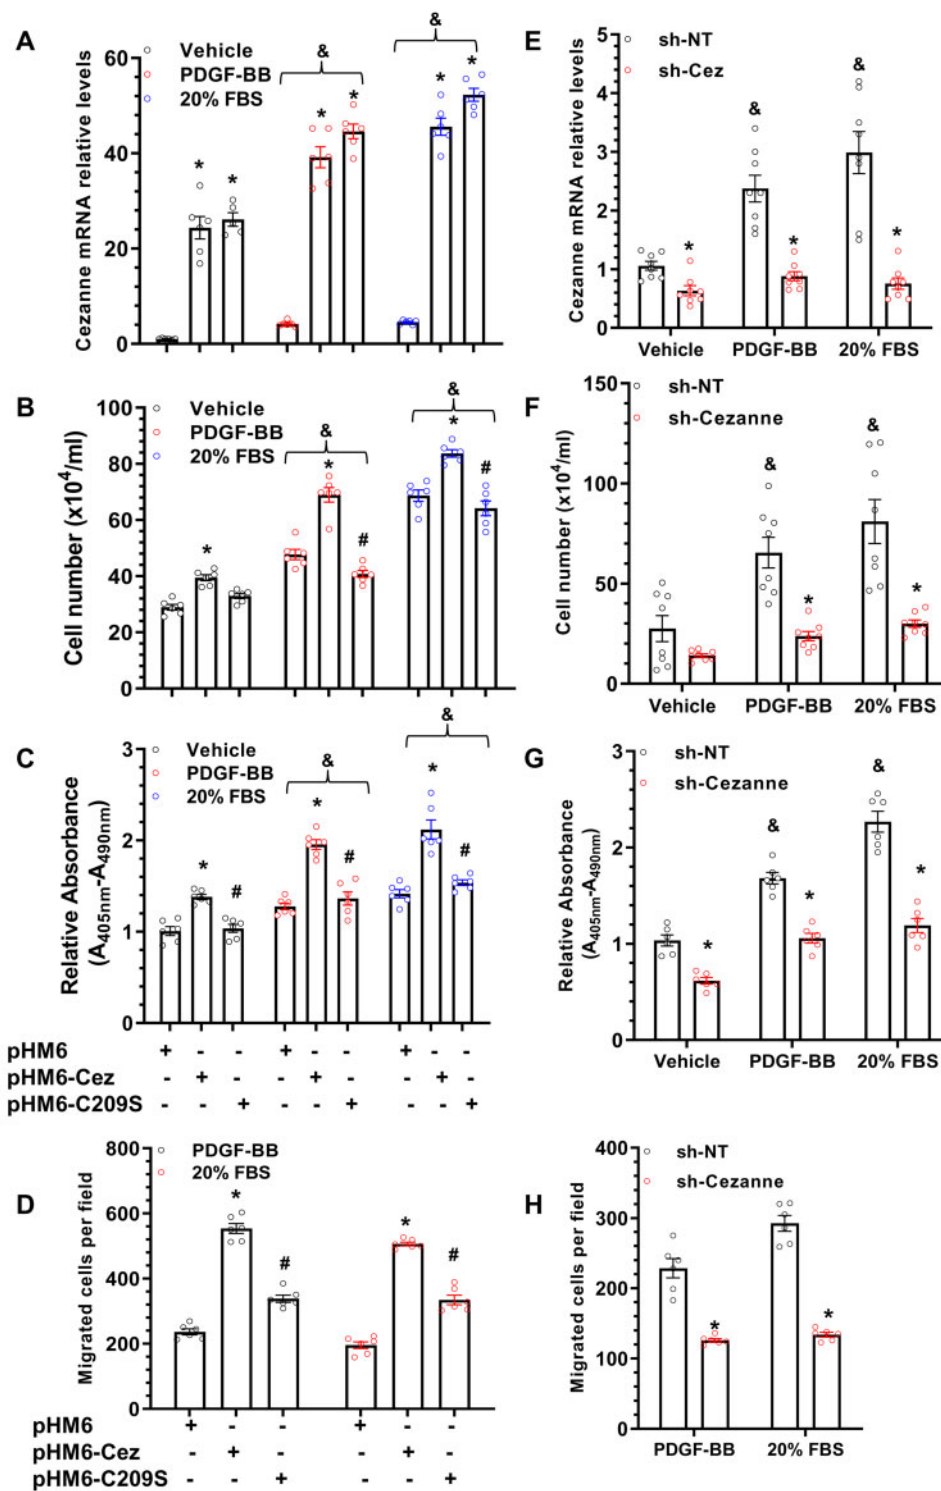 A
Vehicle
PDGF-BB
20% FBS
Cezanne mRNA relative levels
60
40
20
0
* * & * * & * *
E
sh-NT
sh-Cez
Cezanne mRNA relative levels
5
4
3
2
1
0
* & * & *
Vehicle PDGF-BB 20% FBS
B
Vehicle
PDGF-BB
20% FBS
Cell number (x10⁴/ml)
100
80
60
40
20
0
* & * # & * #
F
sh-NT
sh-Cezanne
Cell number (x10⁴/ml)
150
100
50
0
& * & *
Vehicle PDGF-BB 20% FBS
C
Vehicle
PDGF-BB
20% FBS
Relative Absorbance
(A405nm-A490nm)
3
2
1
0
* # & * # & * #
pHM6 + - - + - - + - -
pHM6-Cez - + - - + - - + -
pHM6-C209S - - + - - + - - +
G
sh-NT
sh-Cezanne
Relative Absorbance
(A405nm-A490nm)
3
2
1
0
* & * & *
Vehicle PDGF-BB 20% FBS
D
PDGF-BB
20% FBS
Migrated cells per field
800
600
400
200
0
* # * #
pHM6 + - - + - -
pHM6-Cez - + - - + -
pHM6-C209S - - + - - +
H
sh-NT
sh-Cezanne
Migrated cells per field
400
300
200
100
0
* *
PDGF-BB 20% FBS